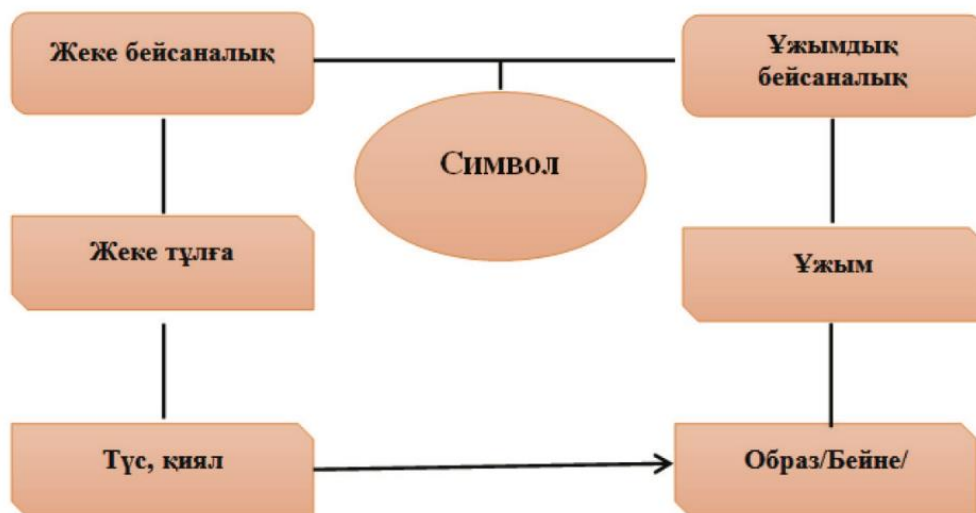 Жеке бейсаналық
Ұжымдық
бейсаналық
Символ
Жеке тұлға
Ұжым
Түс, қиял
Образ/Бейне/